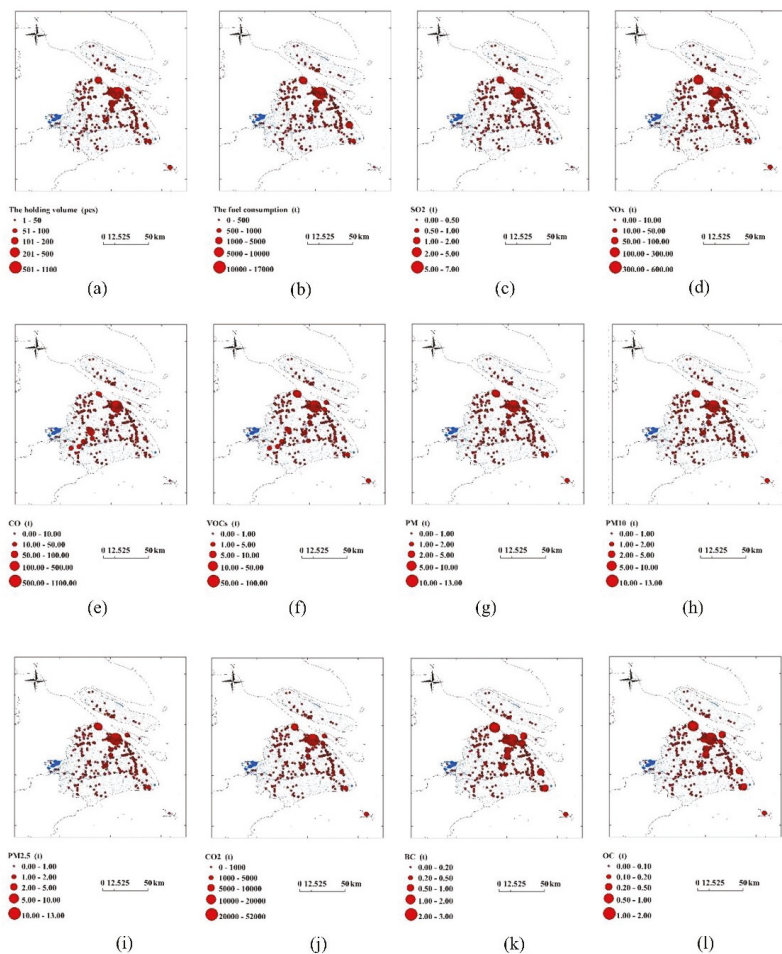 The holding volume (pcs)
1 - 50
51 - 100
101 - 200
201 - 500
501 - 1100
0 12.525 50 km
(a)
The fuel consumption (t)
0 - 500
500 - 1000
1000 - 5000
5000 - 10000
10000 - 17000
0 12.525 50 km
(b)
SO2 (t)
0.00 - 0.50
0.50 - 1.00
1.00 - 2.00
2.00 - 5.00
5.00 - 7.00
0 12.525 50 km
(c)
NOx (t)
0.00 - 10.00
10.00 - 50.00
50.00 - 100.00
100.00 - 300.00
300.00 - 600.00
0 12.525 50 km
(d)
CO (t)
0.00 - 10.00
10.00 - 50.00
50.00 - 100.00
100.00 - 500.00
500.00 - 1100.00
0 12.525 50 km
(e)
VOCs (t)
0.00 - 1.00
1.00 - 5.00
5.00 - 10.00
10.00 - 50.00
50.00 - 100.00
0 12.525 50 km
(f)
PM (t)
0.00 - 1.00
1.00 - 2.00
2.00 - 5.00
5.00 - 10.00
10.00 - 13.00
0 12.525 50 km
(g)
PM10 (t)
0.00 - 1.00
1.00 - 2.00
2.00 - 5.00
5.00 - 10.00
10.00 - 13.00
0 12.525 50 km
(h)
PM2.5 (t)
0.00 - 1.00
1.00 - 2.00
2.00 - 5.00
5.00 - 10.00
10.00 - 13.00
0 12.525 50 km
(i)
CO2 (t)
0 - 1000
1000 - 5000
5000 - 10000
10000 - 20000
20000 - 52000
0 12.525 50 km
(j)
BC (t)
0.00 - 0.20
0.20 - 0.50
0.50 - 1.00
1.00 - 2.00
2.00 - 3.00
0 12.525 50 km
(k)
OC (t)
0.00 - 0.10
0.10 - 0.20
0.20 - 0.50
0.50 - 1.00
1.00 - 2.00
0 12.525 50 km
(l)